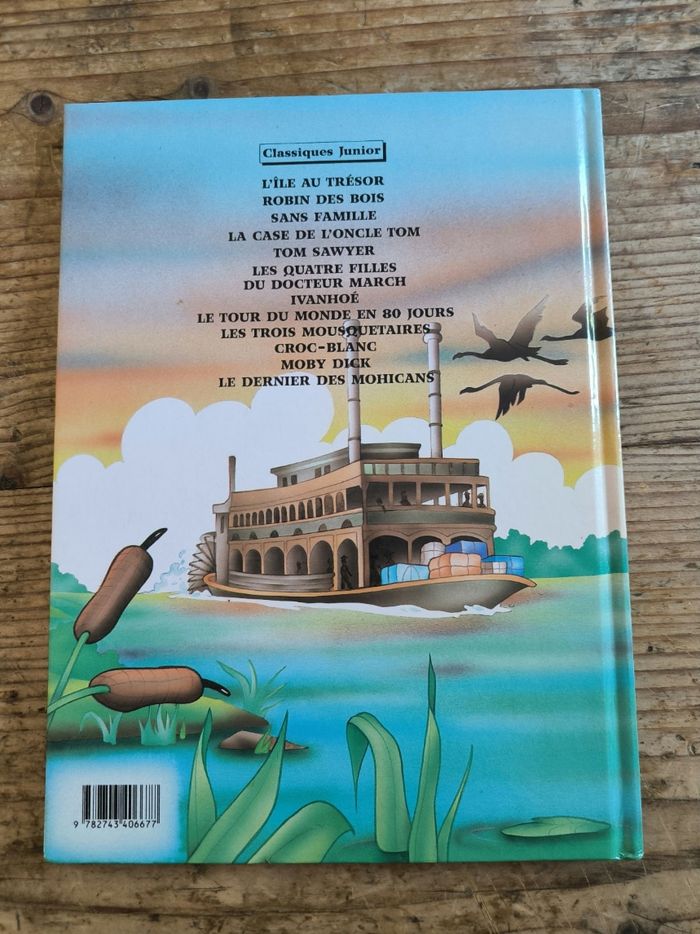 Classiques Junior
L'ÎLE AU TRÉSOR
ROBIN DES BOIS
SANS FAMILLE
LA CASE DE L'ONCLE TOM
TOM SAWYER
LES QUATRE FILLES
DU DOCTEUR MARCH
IVANHOÉ
LE TOUR DU MONDE EN 80 JOURS
LES TROIS MOUSQUETAIRES
CROC-BLANC
MOBY DICK
LE DERNIER DES MOHICANS
9 782743 406677